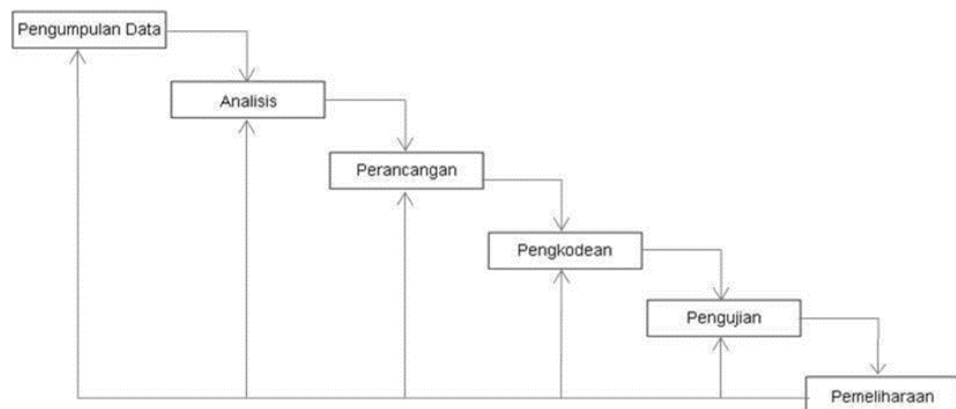 Pengumpulan Data
Analisis
Perancangan
Pengkodean
Pengujian
Pemeliharaan